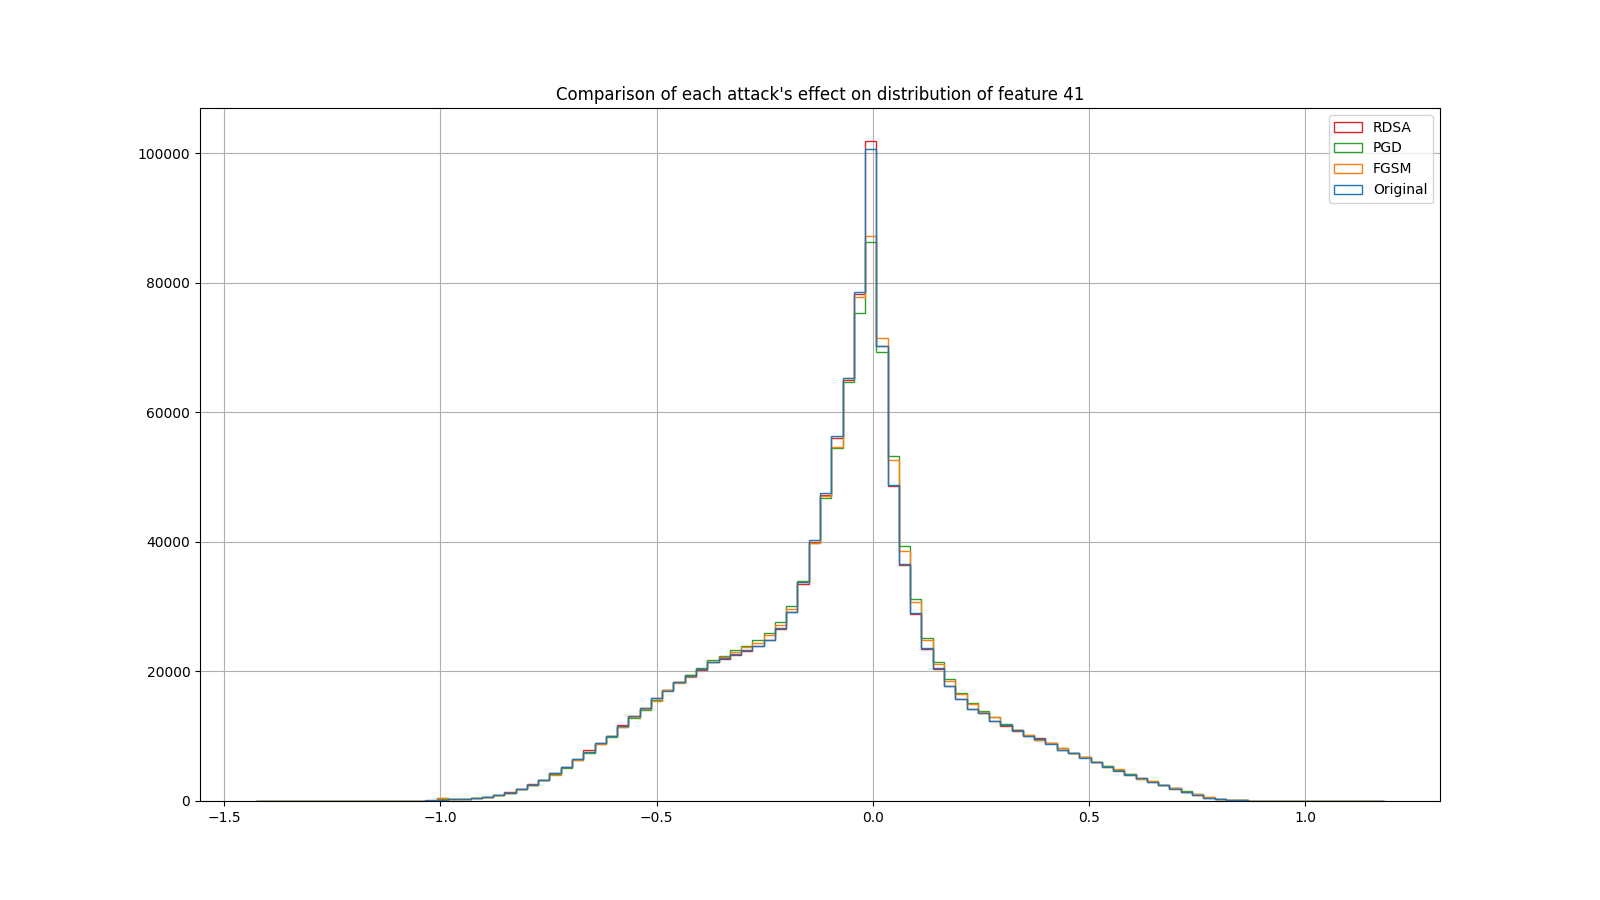 Comparison of each attack's effect on distribution of feature 41
RDSA
PGD
FGSM
Original
100000
80000
60000
40000
20000
0
−1.5
−1.0
−0.5
0.0
0.5
1.0